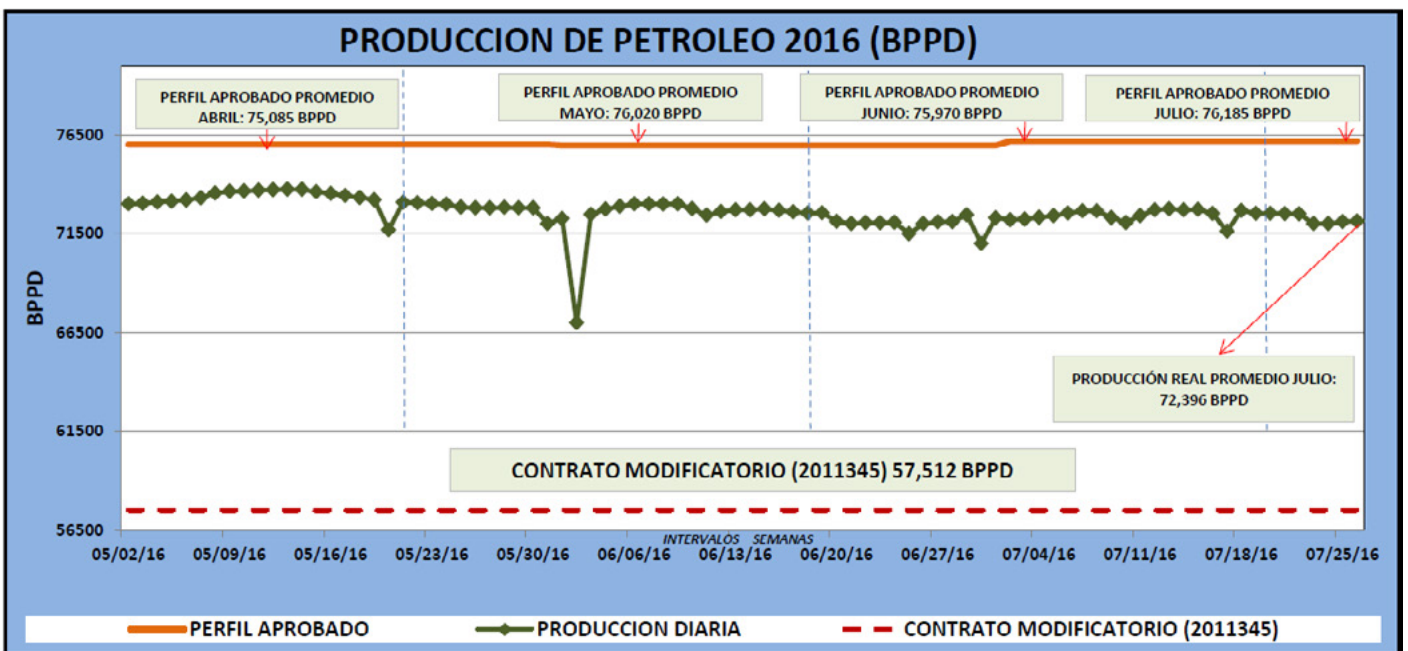 PRODUCCION DE PETROLEO 2016 (BPPD)
PERFIL APROBADO PROMEDIO
ABRIL: 75,085 BPPD
PERFIL APROBADO PROMEDIO
MAYO: 76,020 BPPD
PERFIL APROBADO PROMEDIO
JUNIO: 75,970 BPPD
PERFIL APROBADO PROMEDIO
JULIO: 76,185 BPPD
BPPD
76500
71500
66500
61500
56500
PRODUCCIÓN REAL PROMEDIO JULIO:
72,396 BPPD
CONTRATO MODIFICATORIO (2011345) 57,512 BPPD
INTERVALOS SEMANAS
05/02/16 05/09/16 05/16/16 05/23/16 05/30/16 06/06/16 06/13/16 06/20/16 06/27/16 07/04/16 07/11/16 07/18/16 07/25/16
PERFIL APROBADO PRODUCCION DIARIA CONTRATO MODIFICATORIO (2011345)